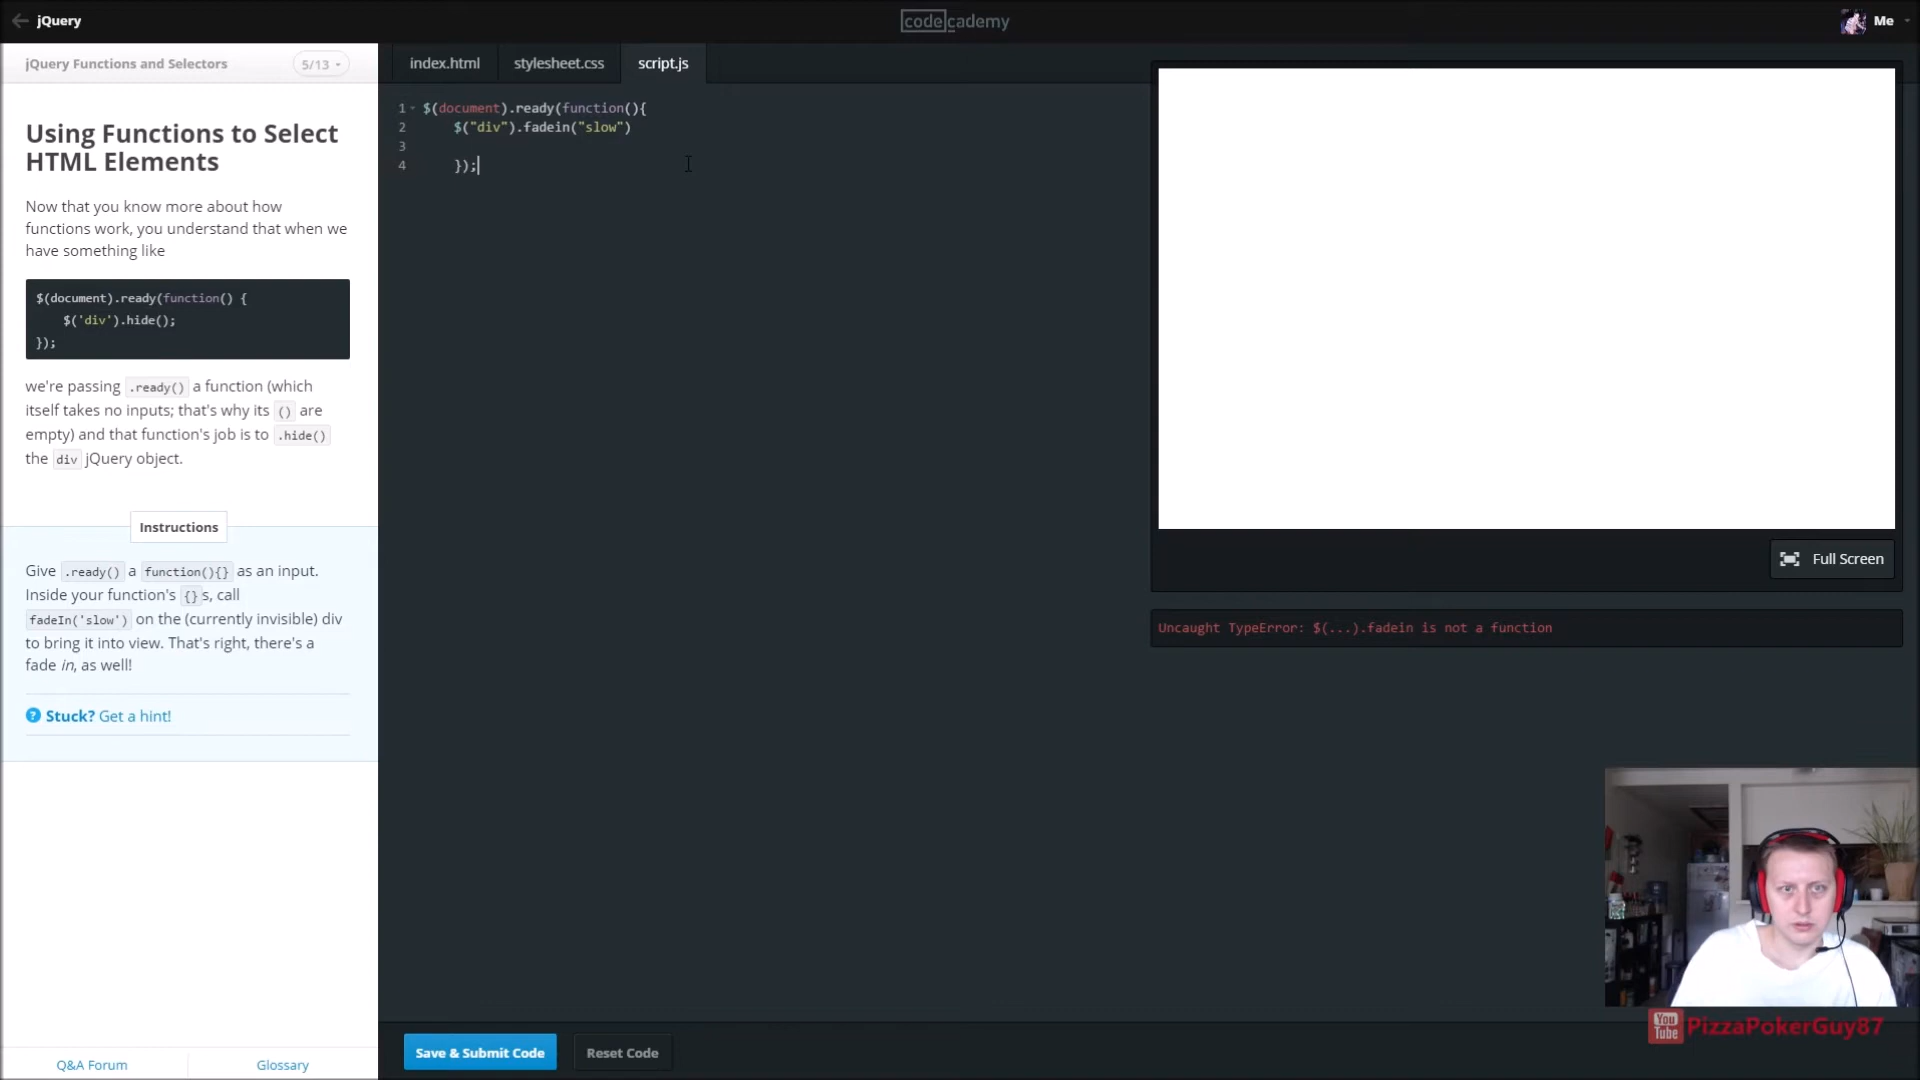 jQuery
codecademy
Me
jQuery Functions and Selectors
5/13
Using Functions to Select
HTML Elements
Now that you know more about how
functions work, you understand that when we
have something like
$(document).ready(function() {
$('div').hide();
});
we're passing .ready() a function (which
itself takes no inputs; that's why its () are
empty) and that function's job is to .hide()
the div jQuery object.
Instructions
Give .ready() a function(){} as an input.
Inside your function's {}s, call
fadeIn('slow') on the (currently invisible) div
to bring it into view. That's right, there's a
fade in, as well!
? Stuck? Get a hint!
Q&A Forum
Glossary
index.html
stylesheet.css
script.js
1 $(document).ready(function(){
2 $("div").fadein("slow")
3
4 });
Save & Submit Code
Reset Code
Full Screen
Uncaught TypeError: $(...).fadein is not a function
You Tube PizzaPokerGuy87